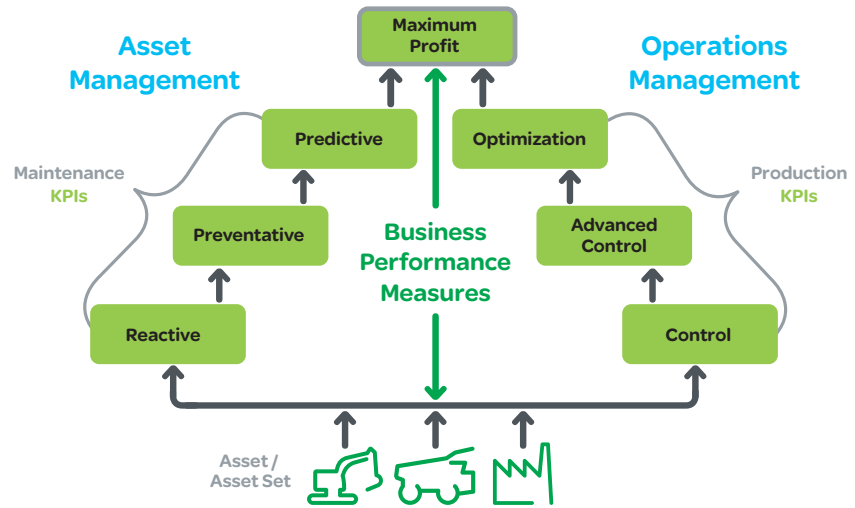 Maximum
Profit
Asset
Management
Operations
Management
Predictive
Optimization
Maintenance
KPIs
Production
KPIs
Preventative
Business
Performance
Measures
Advanced
Control
Reactive
Control
Asset /
Asset Set